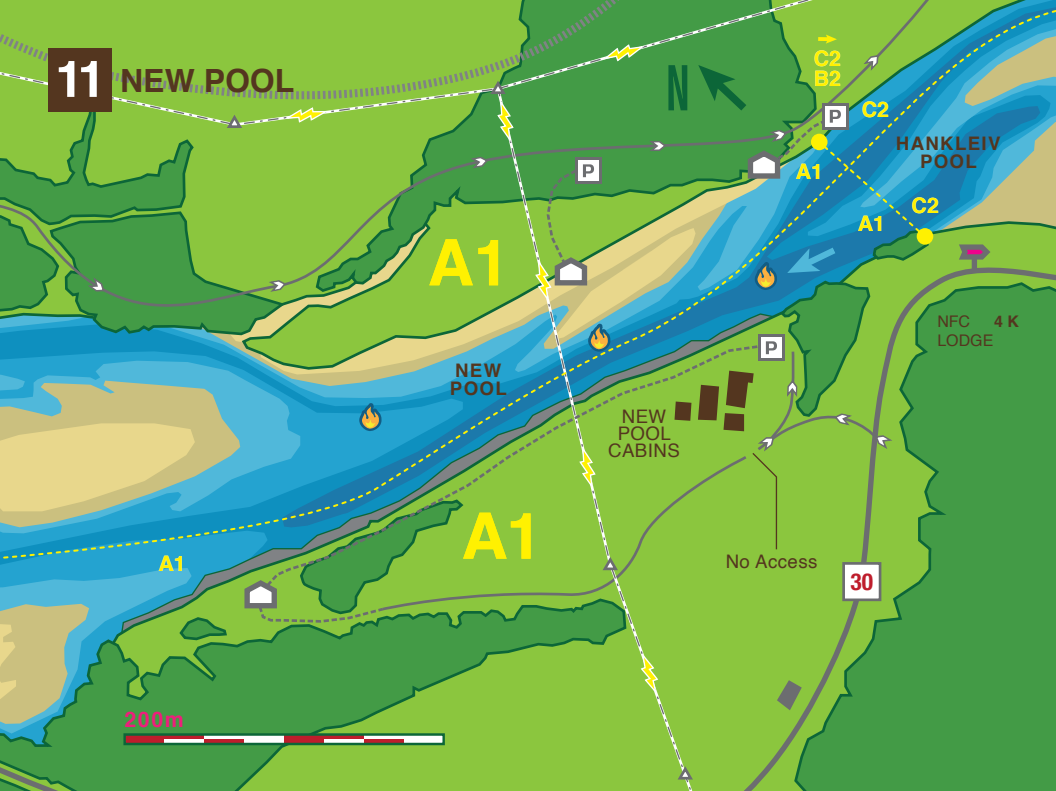 11 NEW POOL
N
C2
B2
P
C2
HANKLEIV
POOL
P
A1
C2
A1
A1
NFC 4 K
LODGE
P
NEW
POOL
NEW
POOL
CABINS
A1
No Access
A1
30
200m